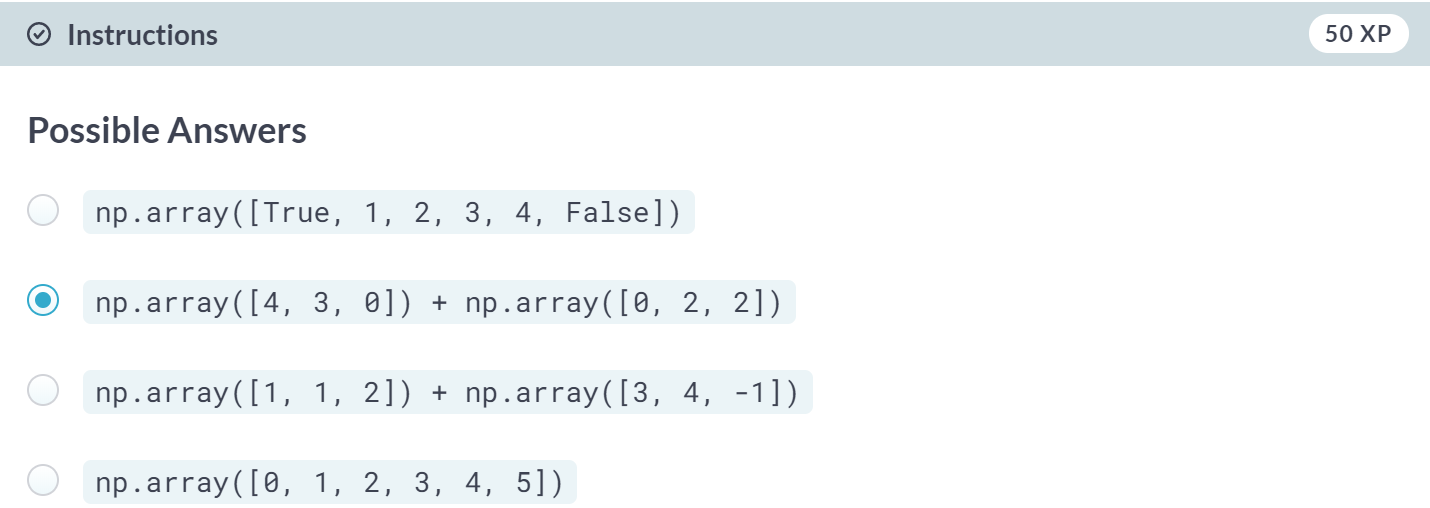 Instructions
50 XP
Possible Answers
np.array([True, 1, 2, 3, 4, False])
np.array([4, 3, 0]) + np.array([0, 2, 2])
np.array([1, 1, 2]) + np.array([3, 4, -1])
np.array([0, 1, 2, 3, 4, 5])